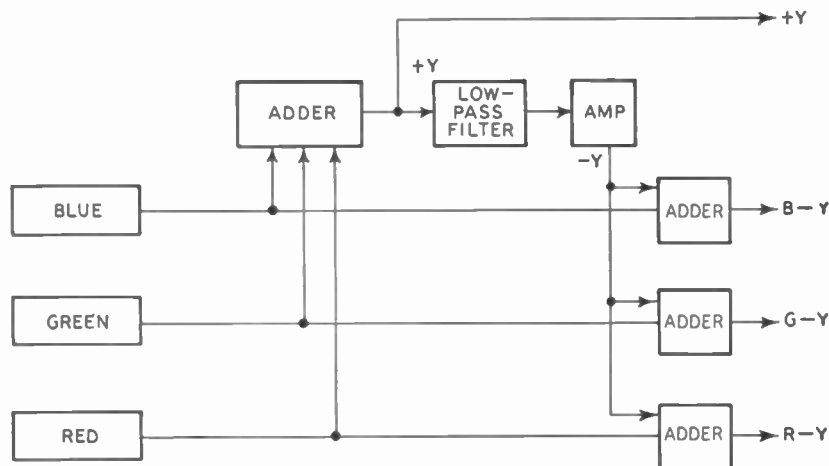 +Y
+Y
ADDER
LOW-
PASS
FILTER
AMP
-Y
BLUE
ADDER
B-Y
GREEN
ADDER
G-Y
RED
ADDER
R-Y